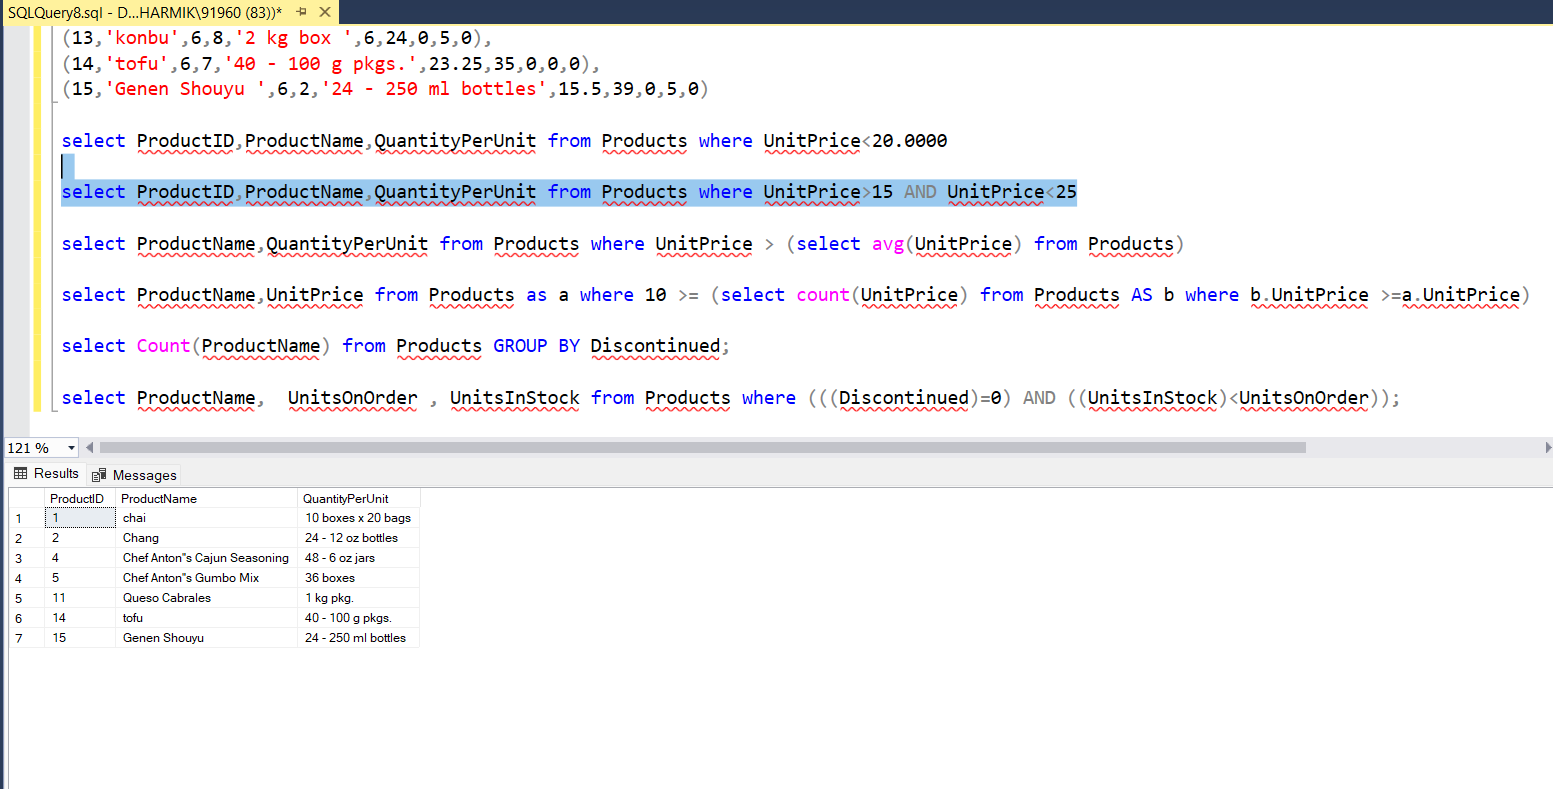 SQLQuery8.sql - D...HARMIK\91960 (83))*
(13,'konbu',6,8,'2 kg box ',6,24,0,5,0),
(14,'tofu',6,7,'40 - 100 g pkgs.',23.25,35,0,0,0),
(15,'Genen Shouyu ',6,2,'24 - 250 ml bottles',15.5,39,0,5,0)
select ProductID,ProductName,QuantityPerUnit from Products where UnitPrice<20.0000
select ProductID,ProductName,QuantityPerUnit from Products where UnitPrice>15 AND UnitPrice<25
select ProductName,QuantityPerUnit from Products where UnitPrice > (select avg(UnitPrice) from Products)
select ProductName,UnitPrice from Products as a where 10 >= (select count(UnitPrice) from Products AS b where b.UnitPrice >=a.UnitPrice)
select Count(ProductName) from Products GROUP BY Discontinued;
select ProductName,  UnitsOnOrder , UnitsInStock from Products where (((Discontinued)=0) AND ((UnitsInStock)<UnitsOnOrder));
121 %
Results Messages
ProductID ProductName QuantityPerUnit
1 1 chai 10 boxes x 20 bags
2 2 Chang 24 - 12 oz bottles
3 4 Chef Anton"s Cajun Seasoning 48 - 6 oz jars
4 5 Chef Anton"s Gumbo Mix 36 boxes
5 11 Queso Cabrales 1 kg pkg.
6 14 tofu 40 - 100 g pkgs.
7 15 Genen Shouyu 24 - 250 ml bottles